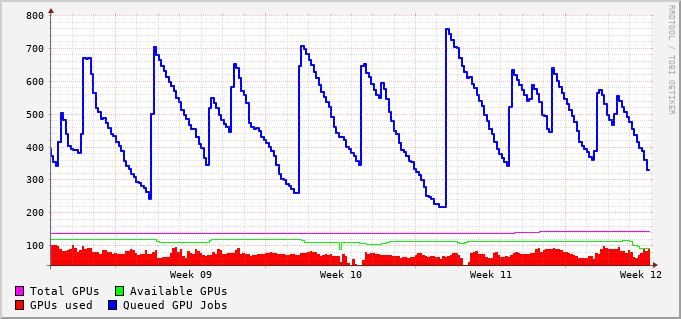 800
700
600
500
400
300
200
100
Week 09 Week 10 Week 11 Week 12
Total GPUs Available GPUs
GPUs used Queued GPU Jobs
RRDTOOL / TOBI OETIKER